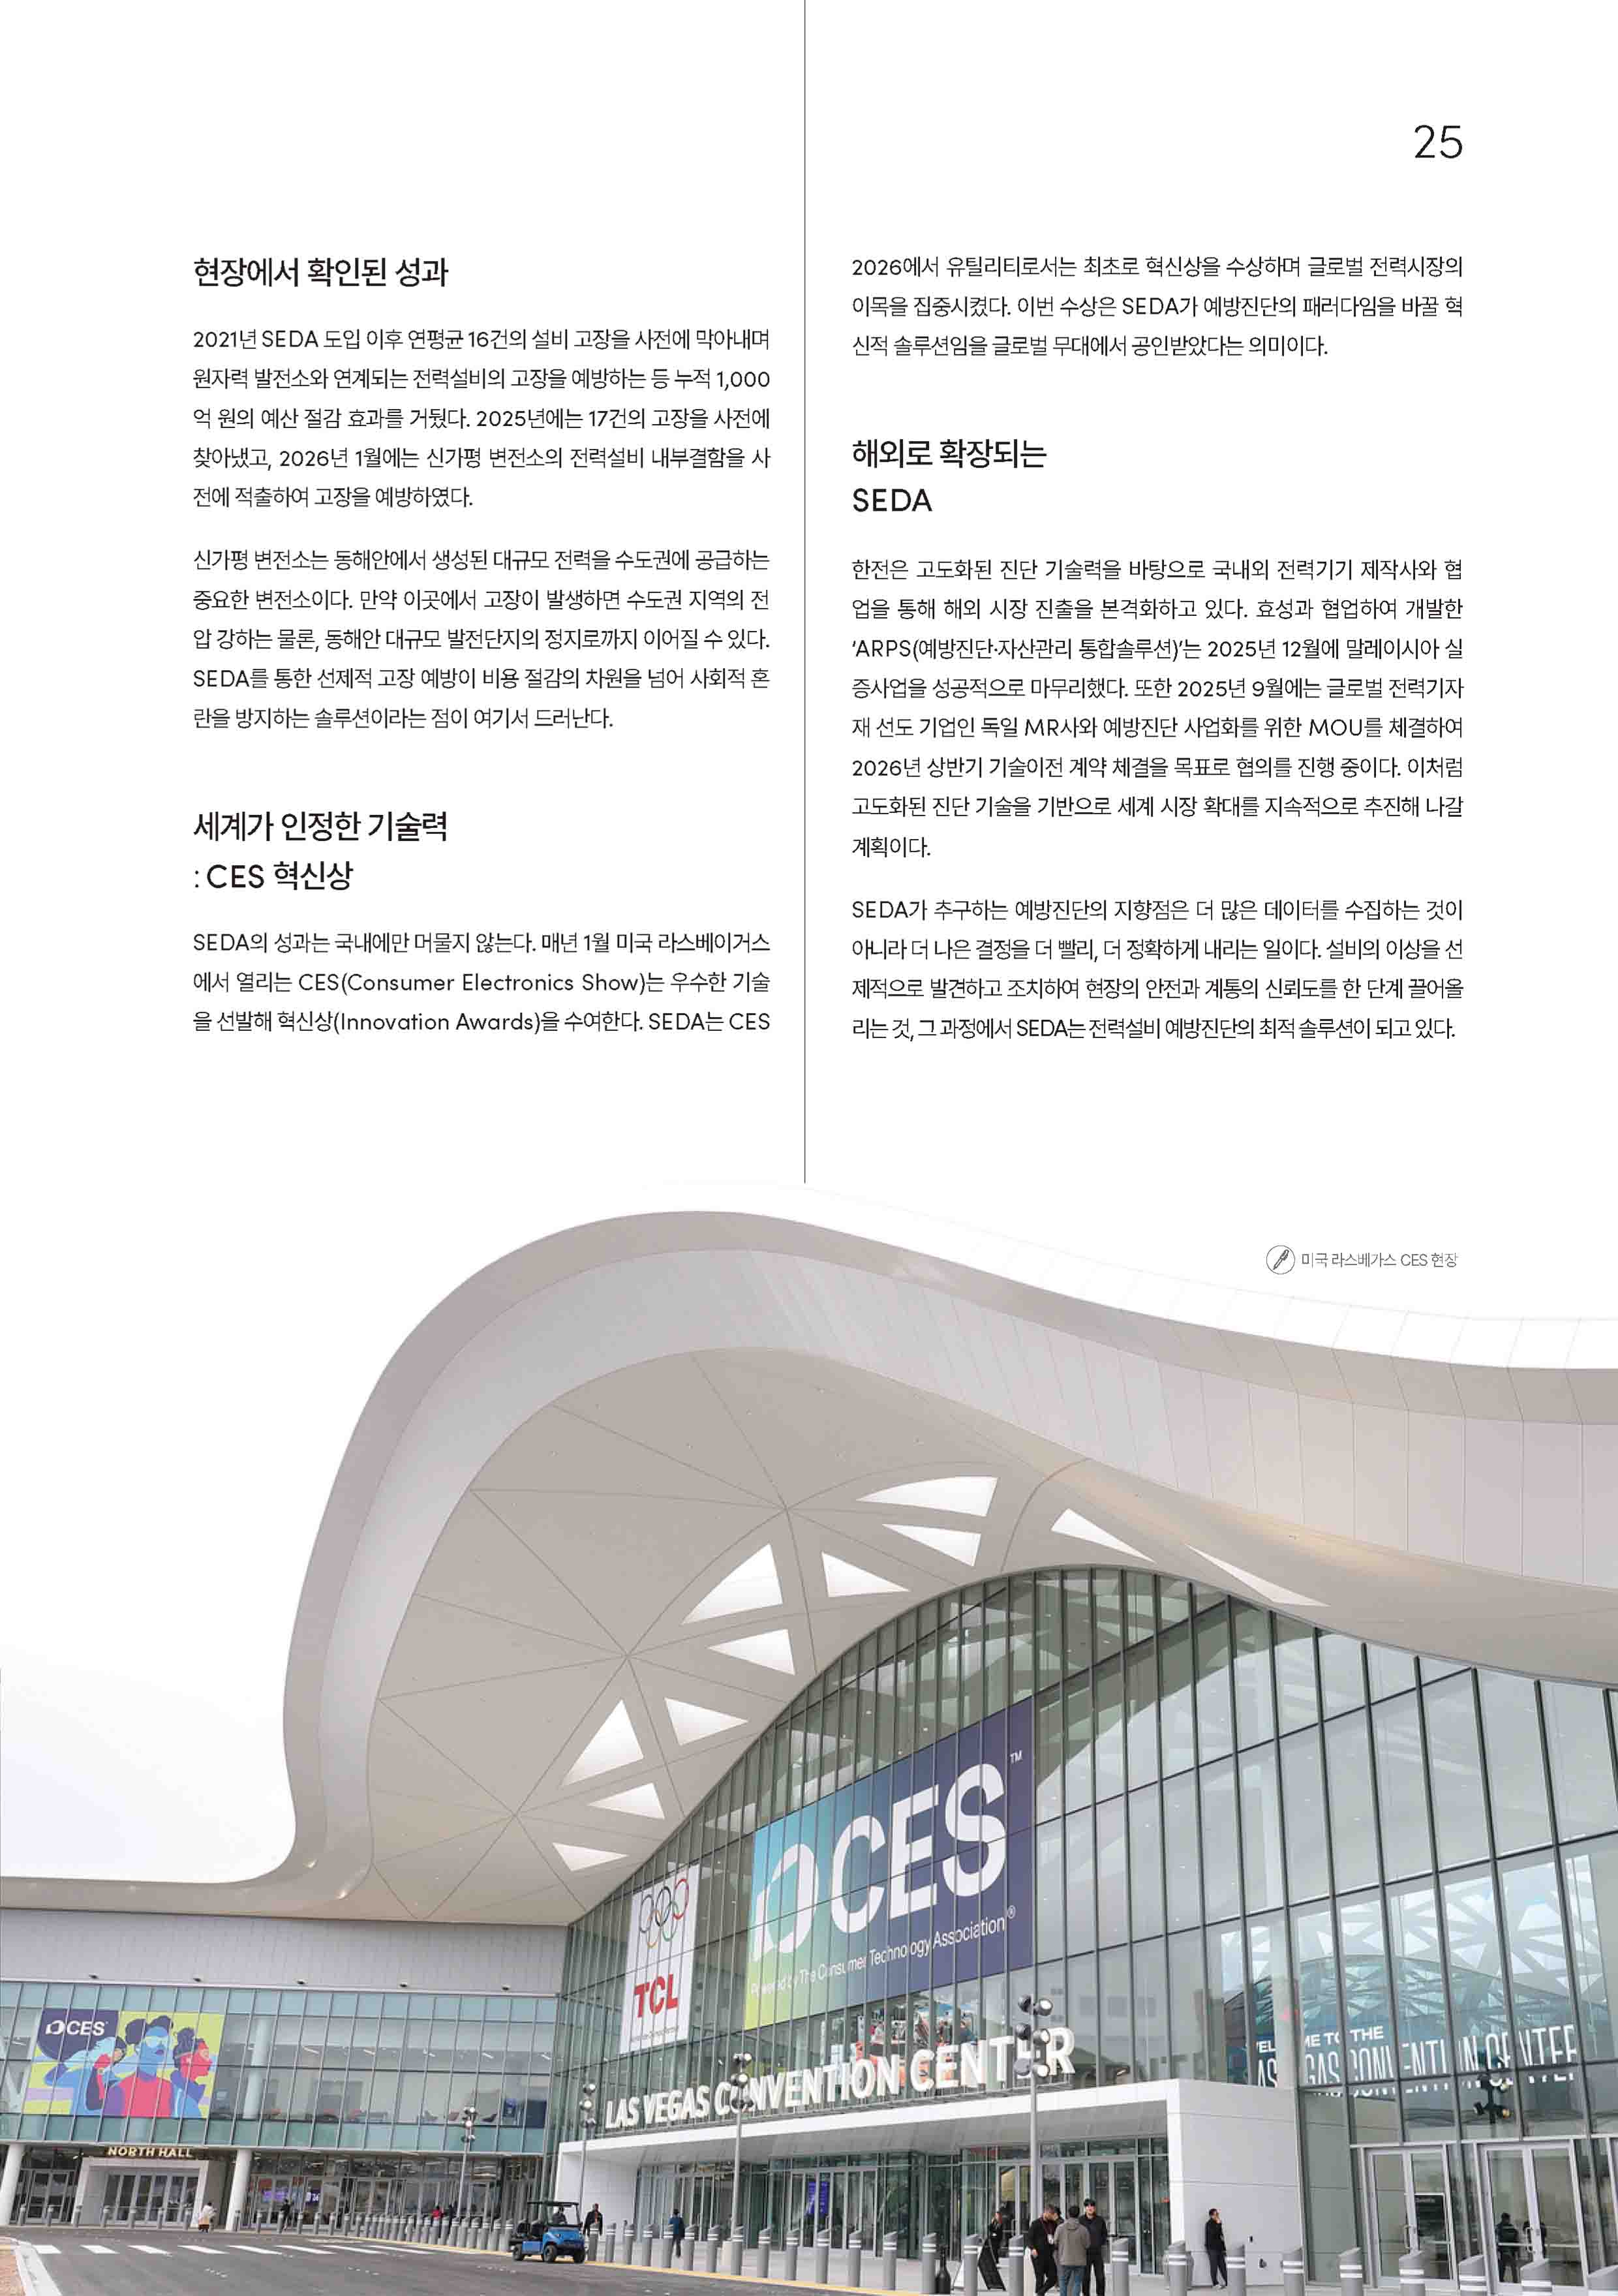 25
현장에서 확인된 성과
2021년 SEDA 도입 이후 연평균 16건의 설비 고장을 사전에 막아내며
원자력 발전소와 연계되는 전력설비의 고장을 예방하는 등 누적 1,000
억 원의 예산 절감 효과를 거뒀다. 2025년에는 17건의 고장을 사전에
찾아냈고, 2026년 1월에는 신가평 변전소의 전력설비 내부결함을 사
전에 적출하여 고장을 예방하였다.
신가평 변전소는 동해안에서 생성된 대규모 전력을 수도권에 공급하는
중요한 변전소이다. 만약 이곳에서 고장이 발생하면 수도권 지역의 전
압 강하는 물론, 동해안 대규모 발전단지의 정지로까지 이어질 수 있다.
SEDA를 통한 선제적 고장 예방이 비용 절감의 차원을 넘어 사회적 혼
란을 방지하는 솔루션이라는 점이 여기서 드러난다.
세계가 인정한 기술력
: CES 혁신상
SEDA의 성과는 국내에만 머물지 않는다. 매년 1월 미국 라스베이거스
에서 열리는 CES(Consumer Electronics Show)는 우수한 기술
을 선발해 혁신상(Innovation Awards)을 수여한다. SEDA는 CES
2026에서 유틸리티로서는 최초로 혁신상을 수상하며 글로벌 전력시장의
이목을 집중시켰다. 이번 수상은 SEDA가 예방진단의 패러다임을 바꿀 혁
신적 솔루션임을 글로벌 무대에서 공인받았다는 의미이다.
해외로 확장되는
SEDA
한전은 고도화된 진단 기술력을 바탕으로 국내외 전력기기 제작사와 협
업을 통해 해외 시장 진출을 본격화하고 있다. 효성과 협업하여 개발한
‘ARPS(예방진단·자산관리 통합솔루션)’는 2025년 12월에 말레이시아 실
증사업을 성공적으로 마무리했다. 또한 2025년 9월에는 글로벌 전력기자
재 선도 기업인 독일 MR사와 예방진단 사업화를 위한 MOU를 체결하여
2026년 상반기 기술이전 계약 체결을 목표로 협의를 진행 중이다. 이처럼
고도화된 진단 기술을 기반으로 세계 시장 확대를 지속적으로 추진해 나갈
계획이다.
SEDA가 추구하는 예방진단의 지향점은 더 많은 데이터를 수집하는 것이
아니라 더 나은 결정을 더 빨리, 더 정확하게 내리는 일이다. 설비의 이상을 선
제적으로 발견하고 조치하여 현장의 안전과 계통의 신뢰도를 한 단계 끌어올
리는 것, 그 과정에서 SEDA는 전력설비 예방진단의 최적 솔루션이 되고 있다.
미국 라스베가스 CES 현장
CES™
Powered by The Consumer Technology Association®
TCL
CES
LAS VEGAS CONVENTION CENTER
NORTH HALL